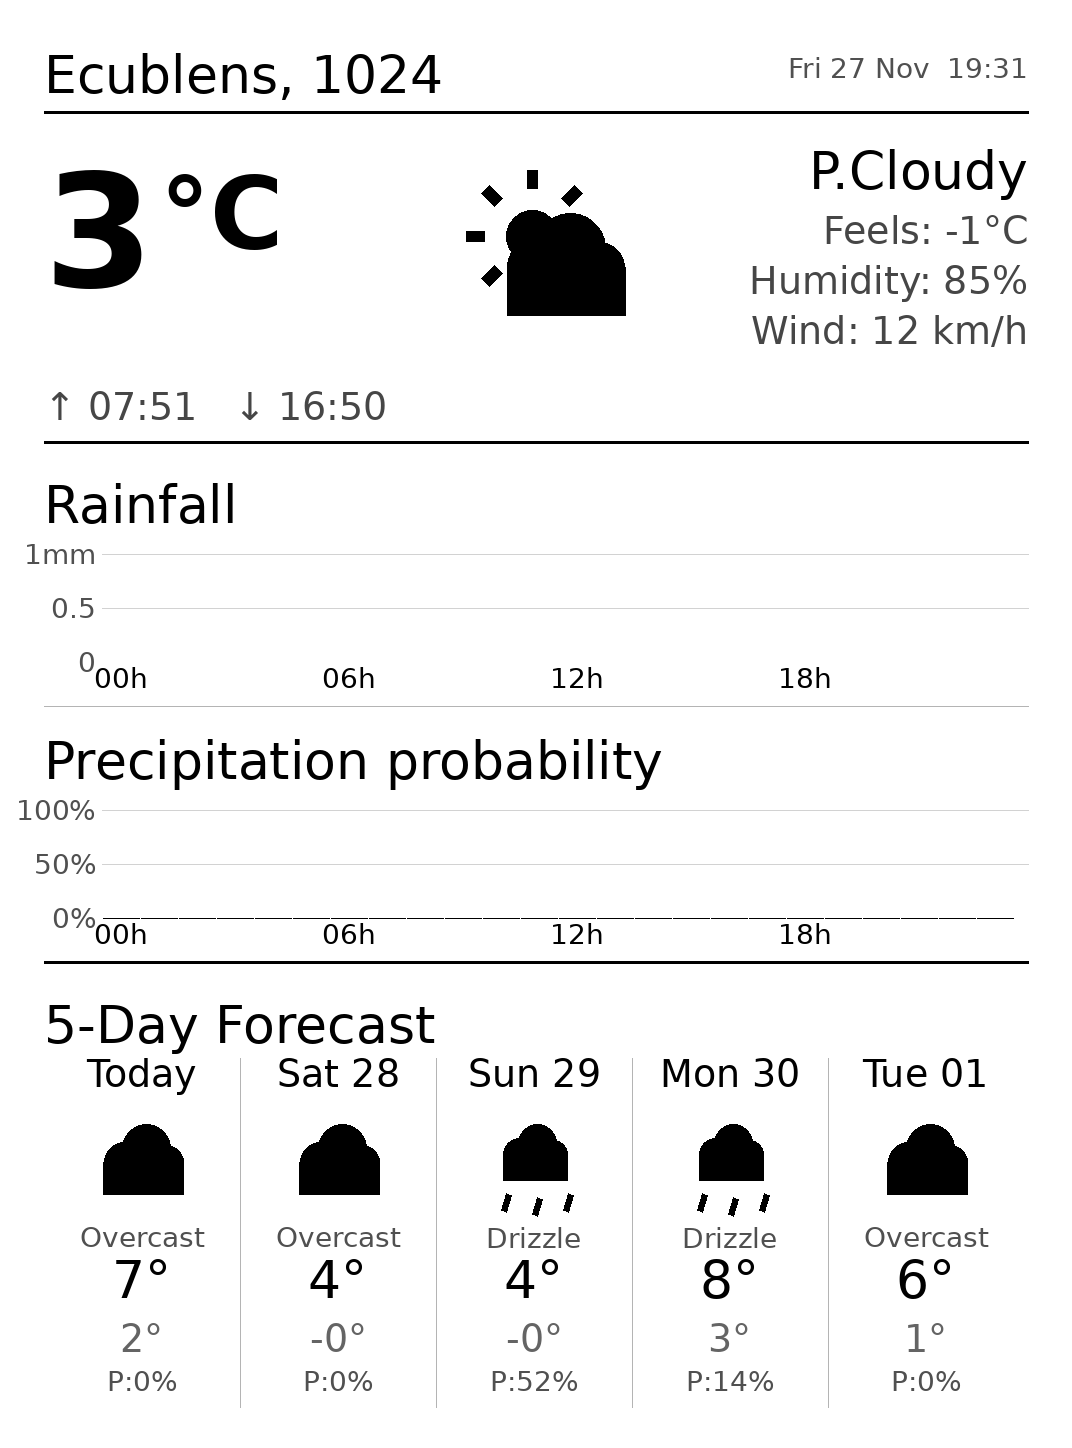 Ecublens, 1024
Fri 27 Nov  19:31
3°C
P.Cloudy
Feels: -1°C
Humidity: 85%
Wind: 12 km/h
↑ 07:51   ↓ 16:50
Rainfall
1mm
0.5
0
00h 06h 12h 18h
Precipitation probability
100%
50%
0%
00h 06h 12h 18h
5-Day Forecast
Today Sat 28 Sun 29 Mon 30 Tue 01
Overcast Overcast Drizzle Drizzle Overcast
7° 4° 4° 8° 6°
2° -0° -0° 3° 1°
P:0% P:0% P:52% P:14% P:0%